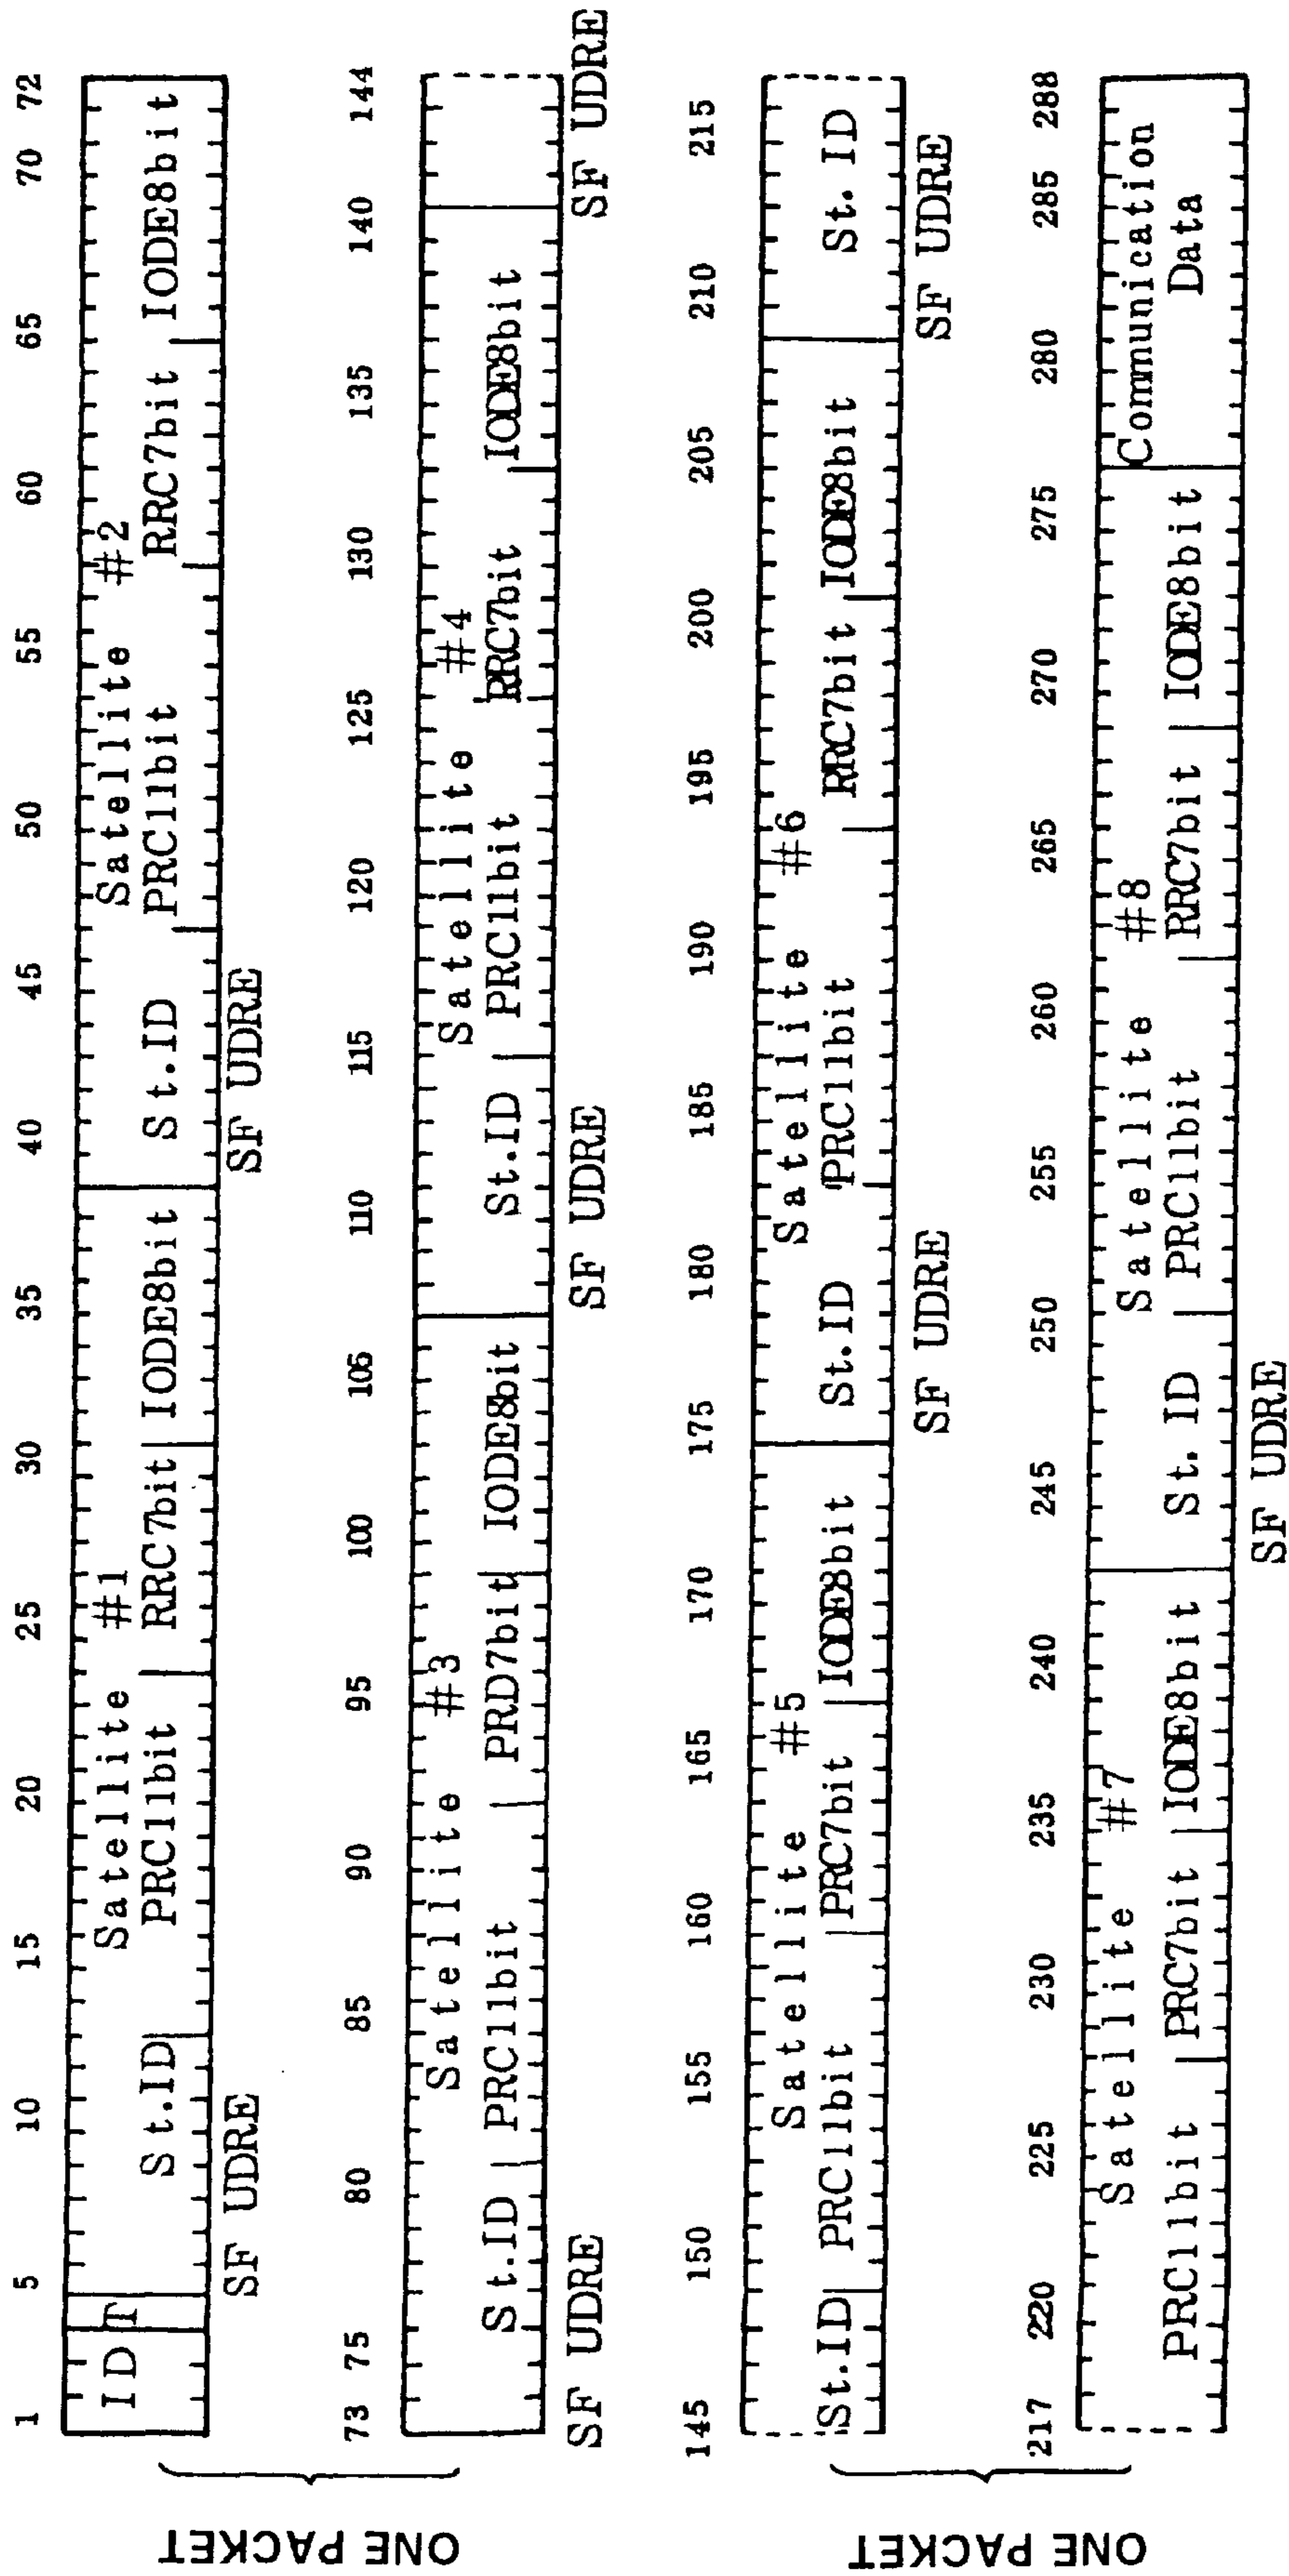 1 5 10 15 20 25 30 35 40 45 50 55 60 65 70 72
ID T Satellite #1 Satellite #2
St.ID PRC11bit RRC7bit IODE8bit St.ID PRC11bit RRC7bit IODE8bit
SF UDRE SF UDRE
73 75 80 85 90 95 100 105 110 115 120 125 130 135 140 144
Satellite #3 Satellite #4
St.ID PRC11bit PRD7bit IODE8bit St.ID PRC11bit RRC7bit IODE8bit
SF UDRE SF UDRE SF UDRE
ONE PACKET
145 150 155 160 165 170 175 180 185 190 195 200 205 210 215
Satellite #5 Satellite #6
St.ID PRC11bit PRC7bit IODE8bit St.ID PRC11bit RRC7bit IODE8bit St. ID
SF UDRE SF UDRE
217 220 225 230 235 240 245 250 255 260 265 270 275 280 285 288
Satellite #7 Satellite #8 Communication
PRC11bit PRC7bit IODE8bit St. ID PRC11bit RRC7bit IODE8bit Data
SF UDRE
ONE PACKET